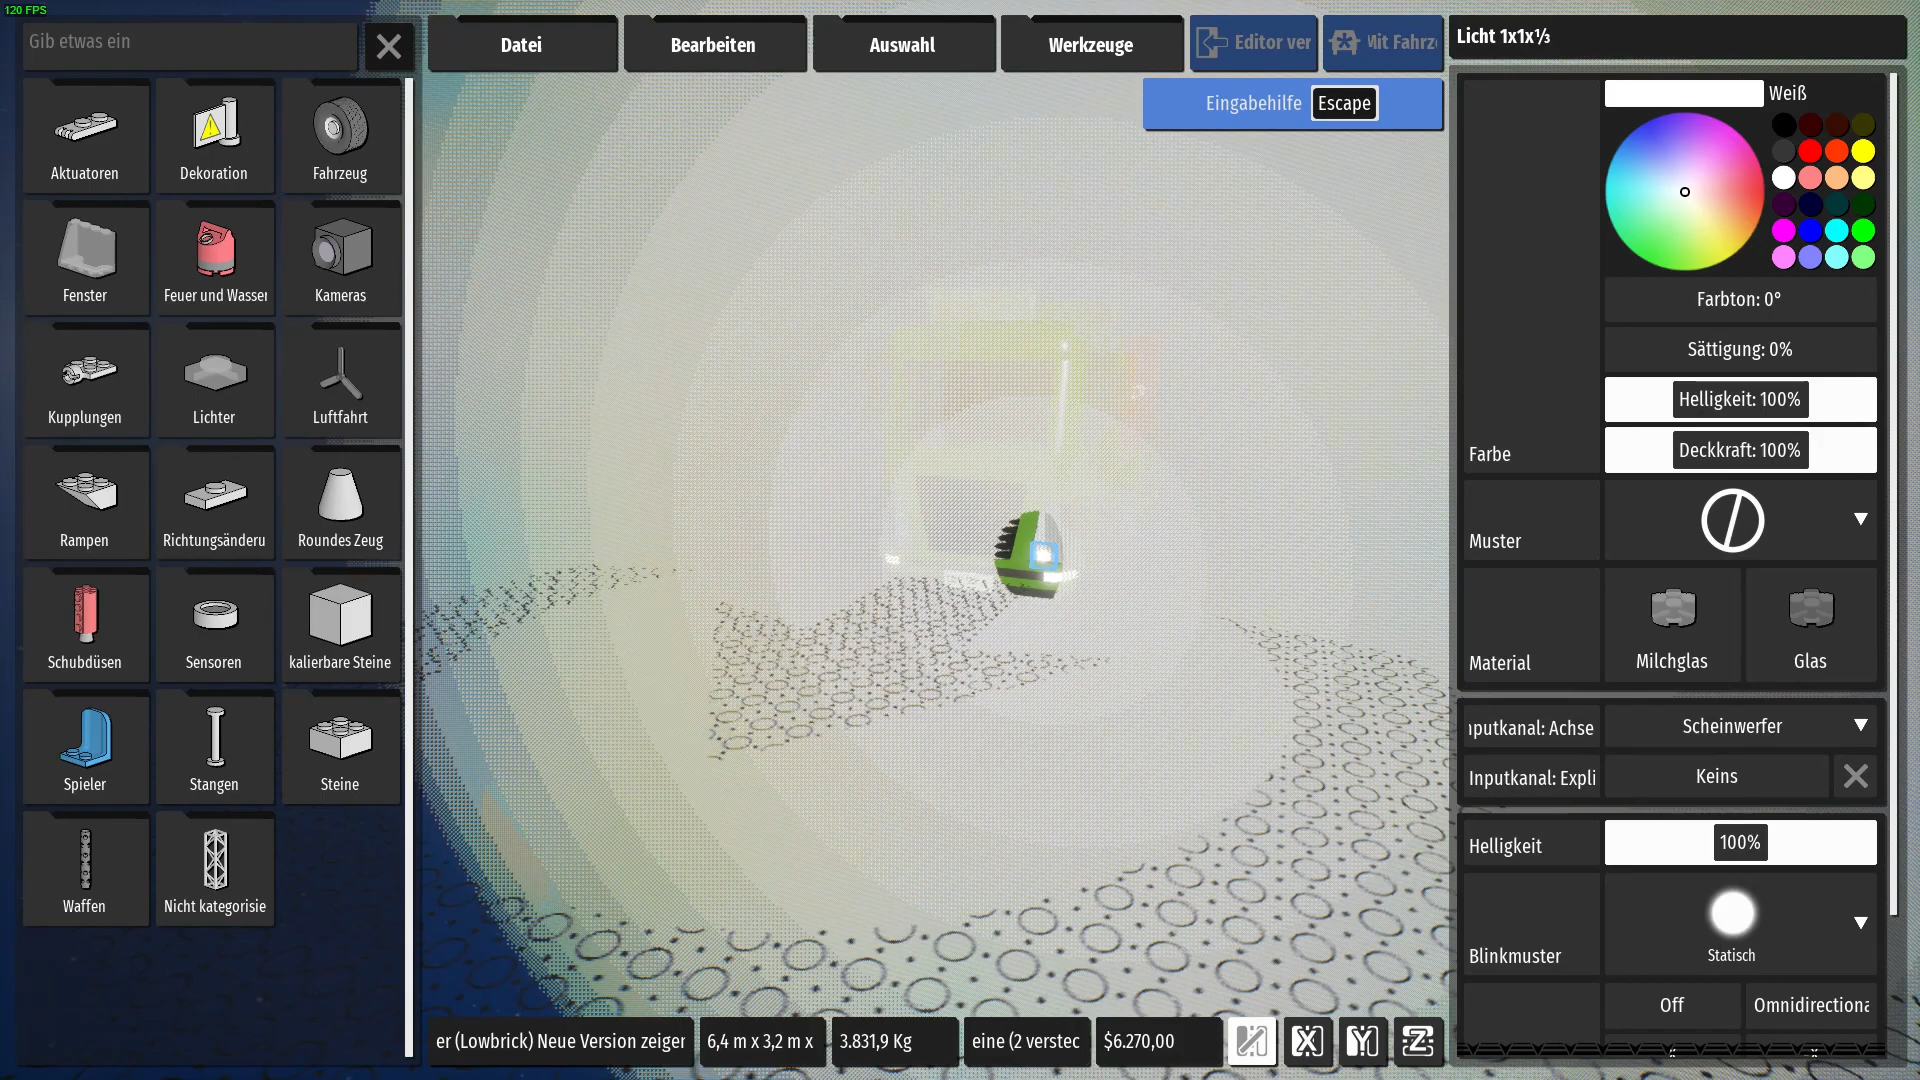 120 FPS
Gib etwas ein
Datei
Bearbeiten
Auswahl
Werkzeuge
Editor ver
Mit Fahrz
Licht 1x1x⅓
Eingabehilfe
Escape
Weiß
Aktuatoren
Dekoration
Fahrzeug
Fenster
Feuer und Wasser
Kameras
Kupplungen
Lichter
Luftfahrt
Rampen
Richtungsänderu
Roundes Zeug
Schubdüsen
Sensoren
kalierbare Steine
Spieler
Stangen
Steine
Waffen
Nicht kategorisie
Farbton: 0°
Sättigung: 0%
Helligkeit: 100%
Deckkraft: 100%
Farbe
Muster
Material
Milchglas
Glas
nputkanal: Achse
Scheinwerfer
Inputkanal: Expli
Keins
Helligkeit
100%
Blinkmuster
Statisch
Off
Omnidirectiona
er (Lowbrick) Neue Version zeiger
6,4 m x 3,2 m x
3.831,9 Kg
eine (2 verstec
$6.270,00
X
Y
Z